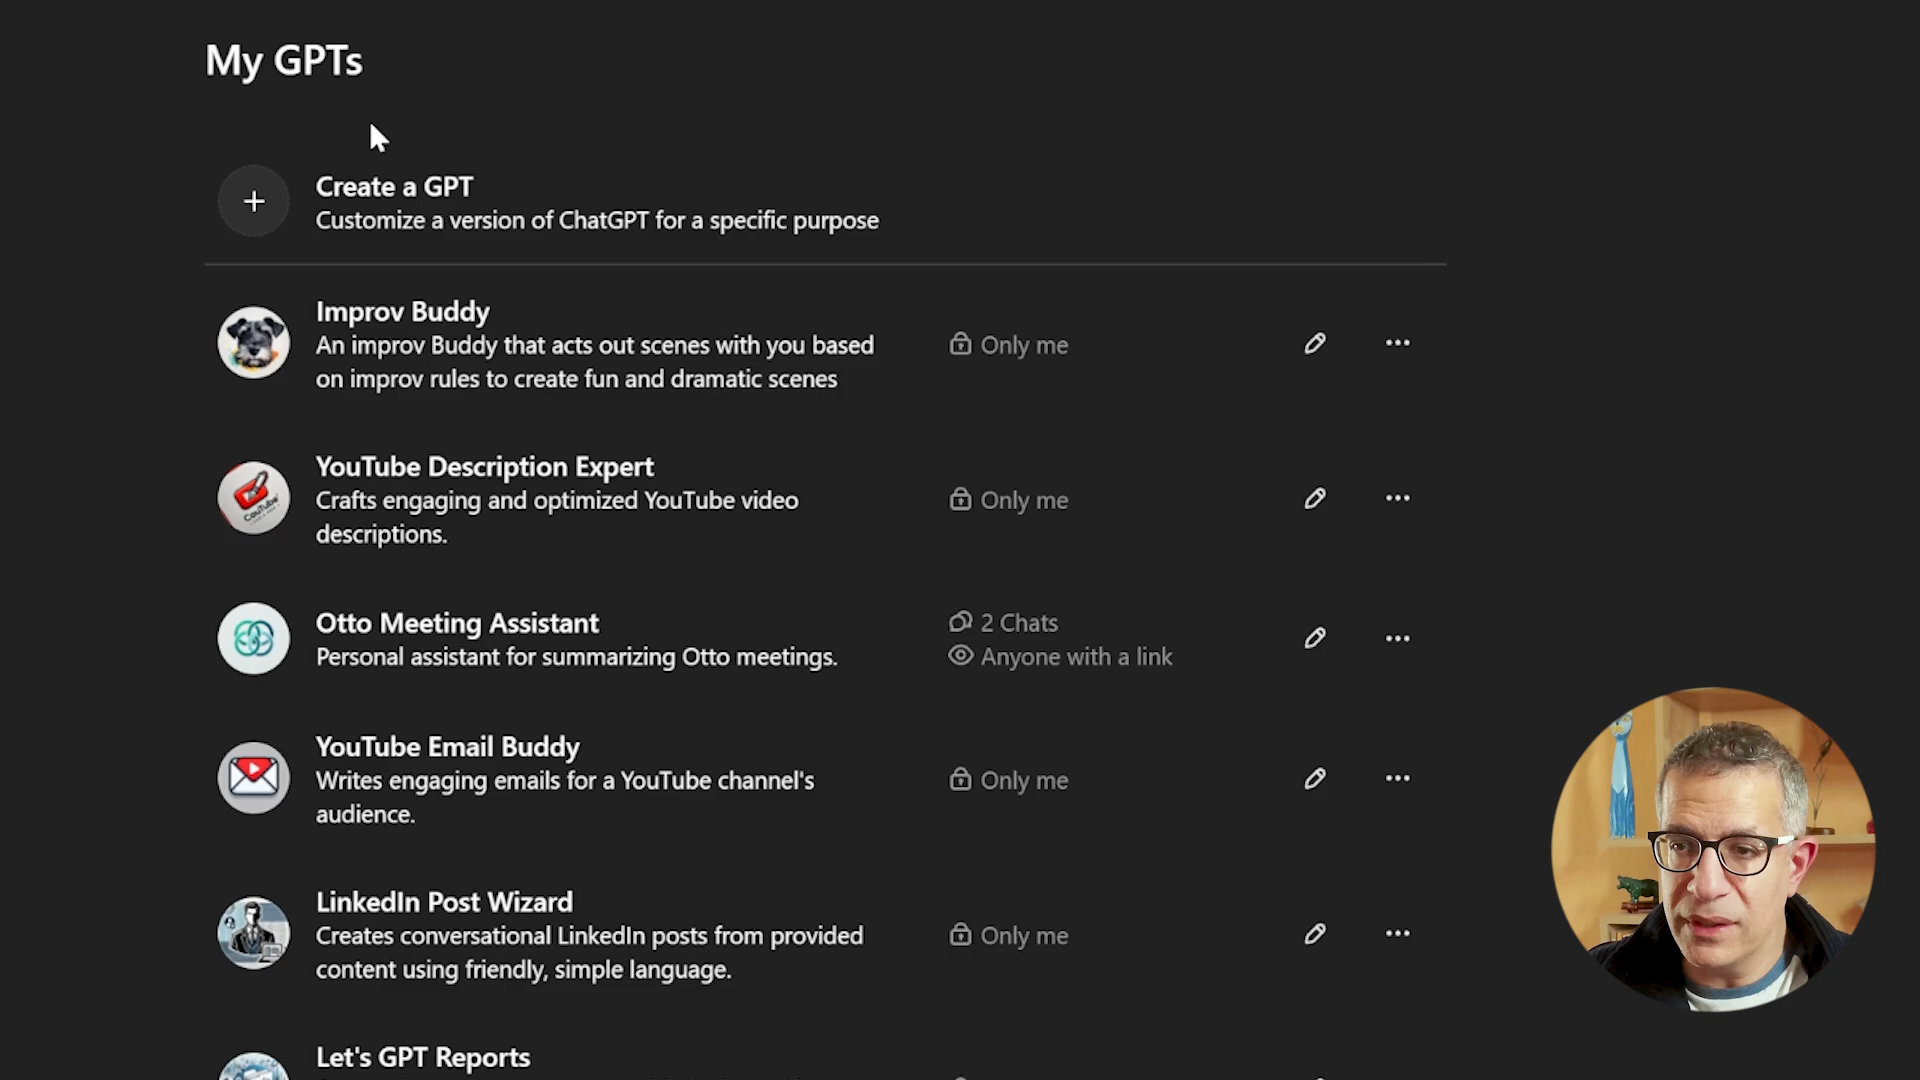 My GPTs
Create a GPT
Customize a version of ChatGPT for a specific purpose
Improv Buddy
An improv Buddy that acts out scenes with you based
on improv rules to create fun and dramatic scenes
Only me
YouTube Description Expert
Crafts engaging and optimized YouTube video
descriptions.
Only me
Otto Meeting Assistant
Personal assistant for summarizing Otto meetings.
2 Chats
Anyone with a link
YouTube Email Buddy
Writes engaging emails for a YouTube channel's
audience.
Only me
LinkedIn Post Wizard
Creates conversational LinkedIn posts from provided
content using friendly, simple language.
Only me
Let's GPT Reports